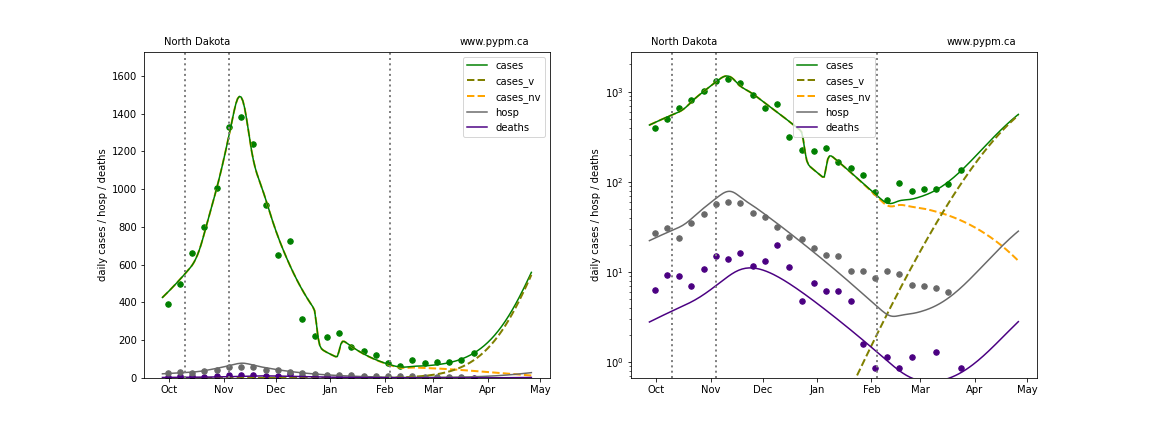 North Dakota
www.pypm.ca
daily cases / hosp / deaths
1600
1400
1200
1000
800
600
400
200
0
Oct
Nov
Dec
Jan
Feb
Mar
Apr
May
cases
cases_v
cases_nv
hosp
deaths
North Dakota
www.pypm.ca
daily cases / hosp / deaths
10³
10²
10¹
10⁰
Oct
Nov
Dec
Jan
Feb
Mar
Apr
May
cases
cases_v
cases_nv
hosp
deaths